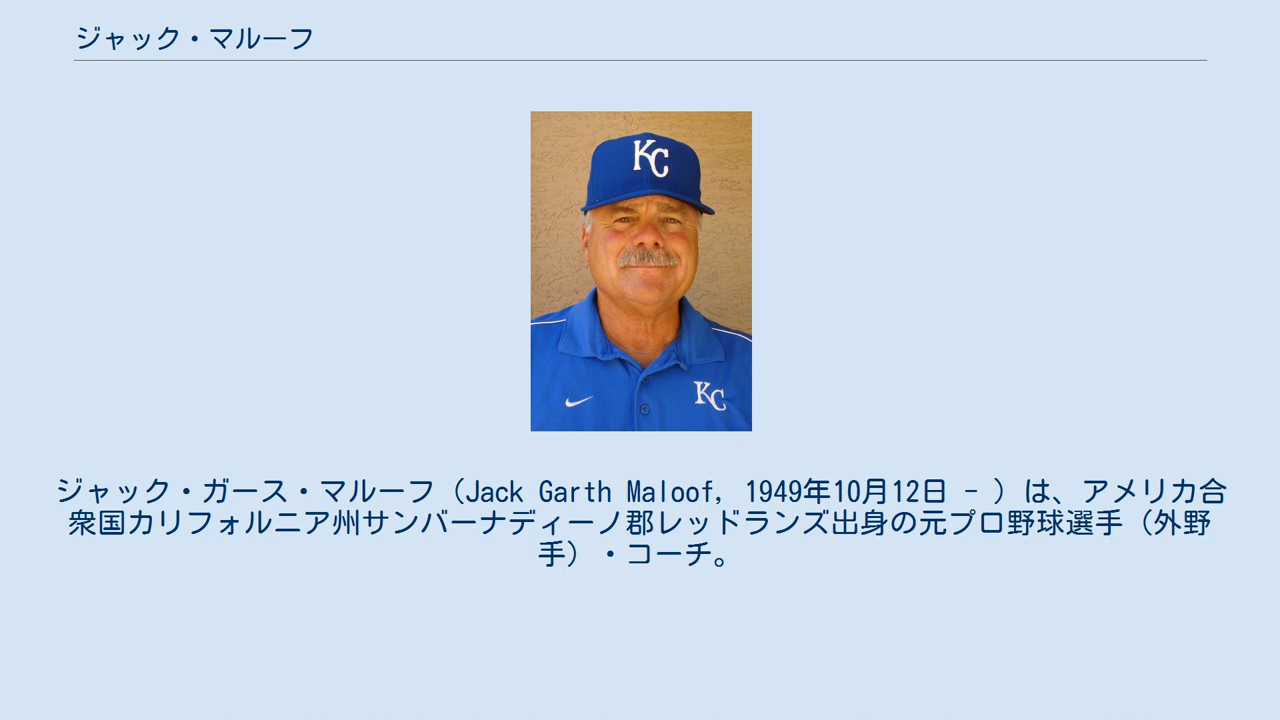 ジャック・マルーフ
KC
KC
ジャック・ガース・マルーフ（Jack Garth Maloof, 1949年10月12日 - ）は、アメリカ合
衆国カリフォルニア州サンバーナディーノ郡レッドランズ出身の元プロ野球選手（外野
手）・コーチ。